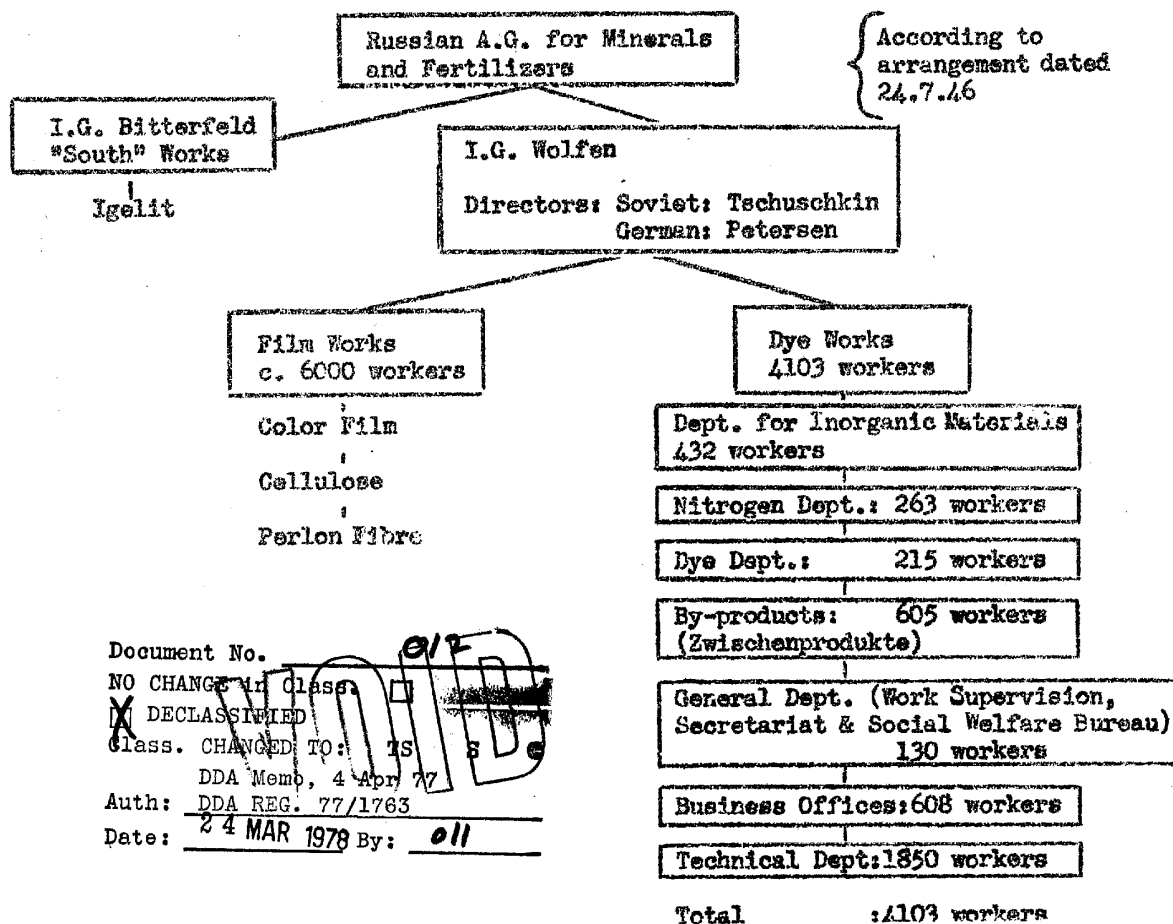 Russian A.G. for Minerals
and Fertilizers
According to
arrangement dated
24.7.46
I.G. Bitterfeld
"South" Works
Igelit
I.G. Wolfen
Directors: Soviet: Tschuschkin
German: Petersen
Film Works
c. 6000 workers
Color Film
Cellulose
Perlon Fibre
Dye Works
4103 workers
Dept. for Inorganic Materials
432 workers
Nitrogen Dept.: 263 workers
Dye Dept.: 215 workers
By-products: 605 workers
(Zwischenprodukte)
General Dept. (Work Supervision,
Secretariat & Social Welfare Bureau)
130 workers
Business Offices:608 workers
Technical Dept:1850 workers
Total :4103 workers
Document No. 012
NO CHANGE in Class.
X DECLASSIFIED
Class. CHANGED TO: TS S C
DDA Memo, 4 Apr 77
Auth: DDA REG. 77/1763
Date: 24 MAR 1978 By: 011